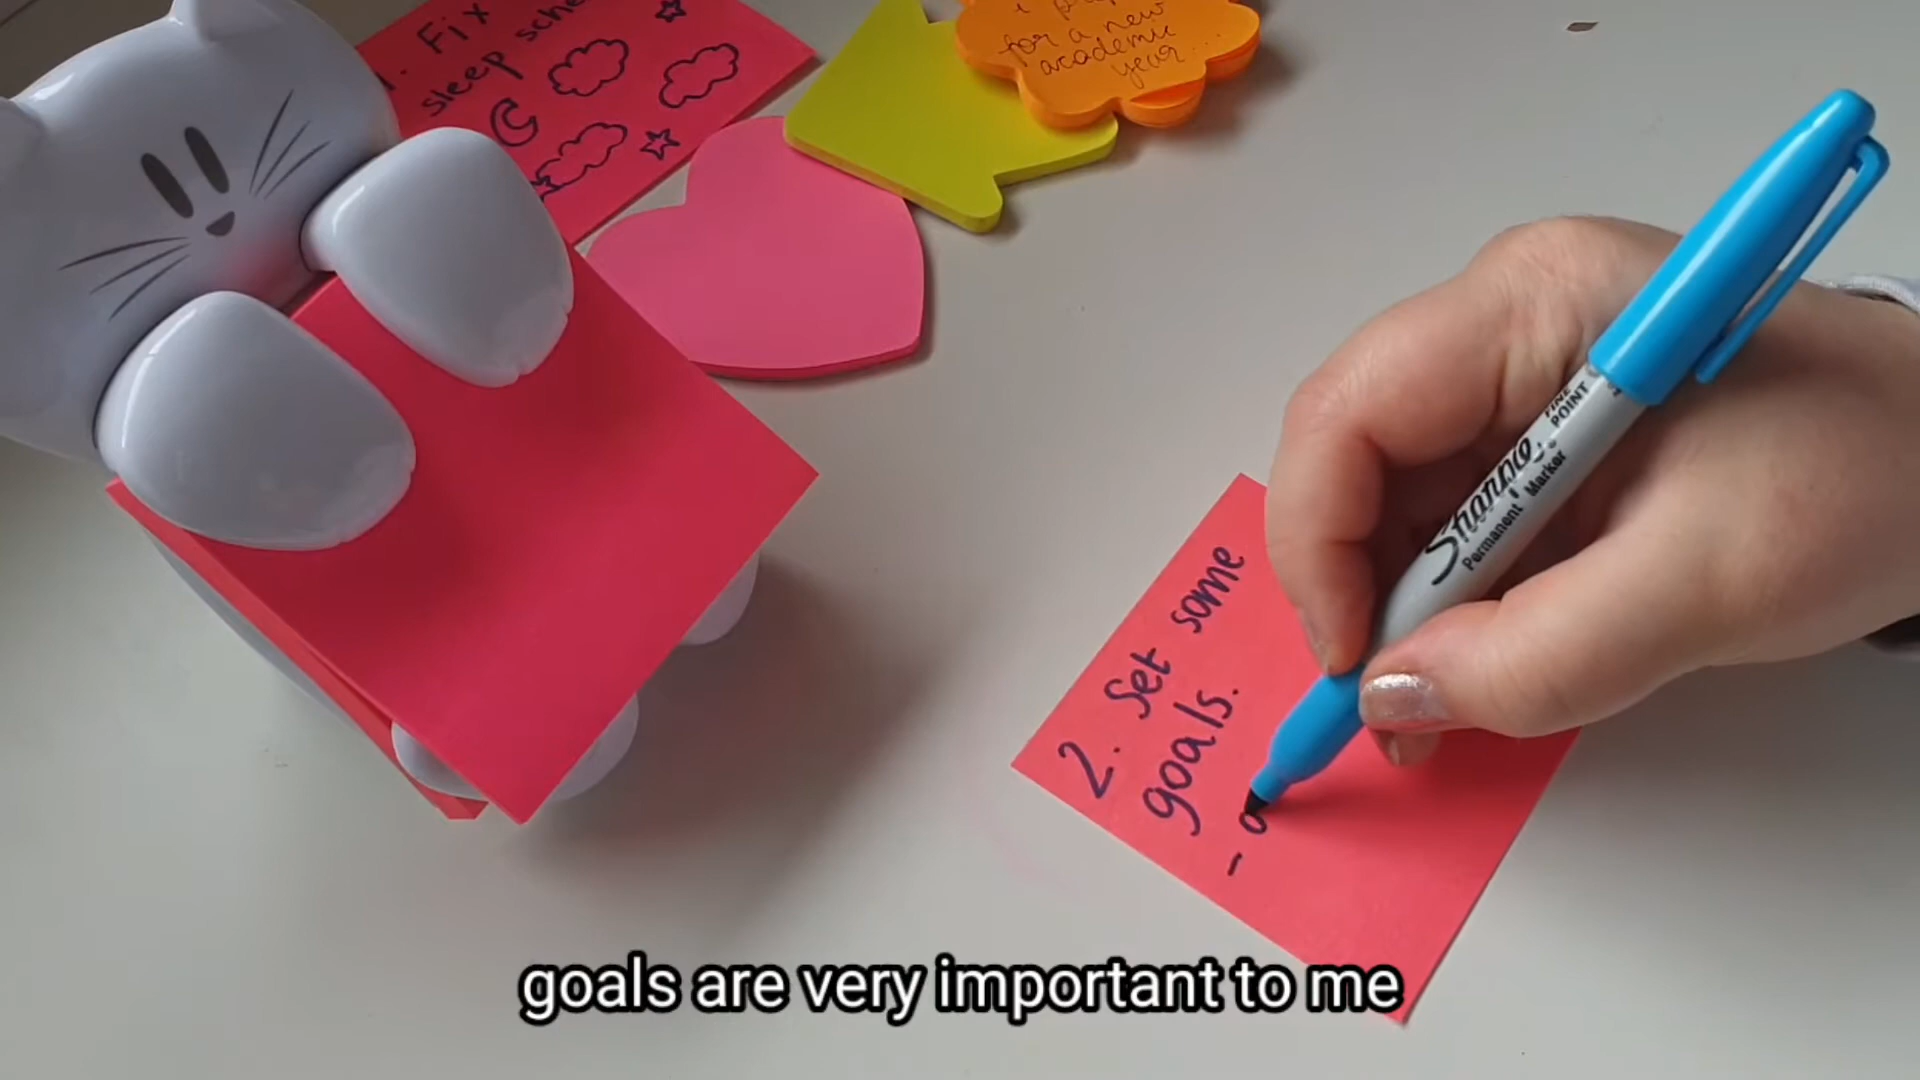 1. Fix
sleep sche
for a new
academic
year...
Sharpie
FINE
POINT
Permanent Marker
2. Set some
goals.
- a
goals are very important to me